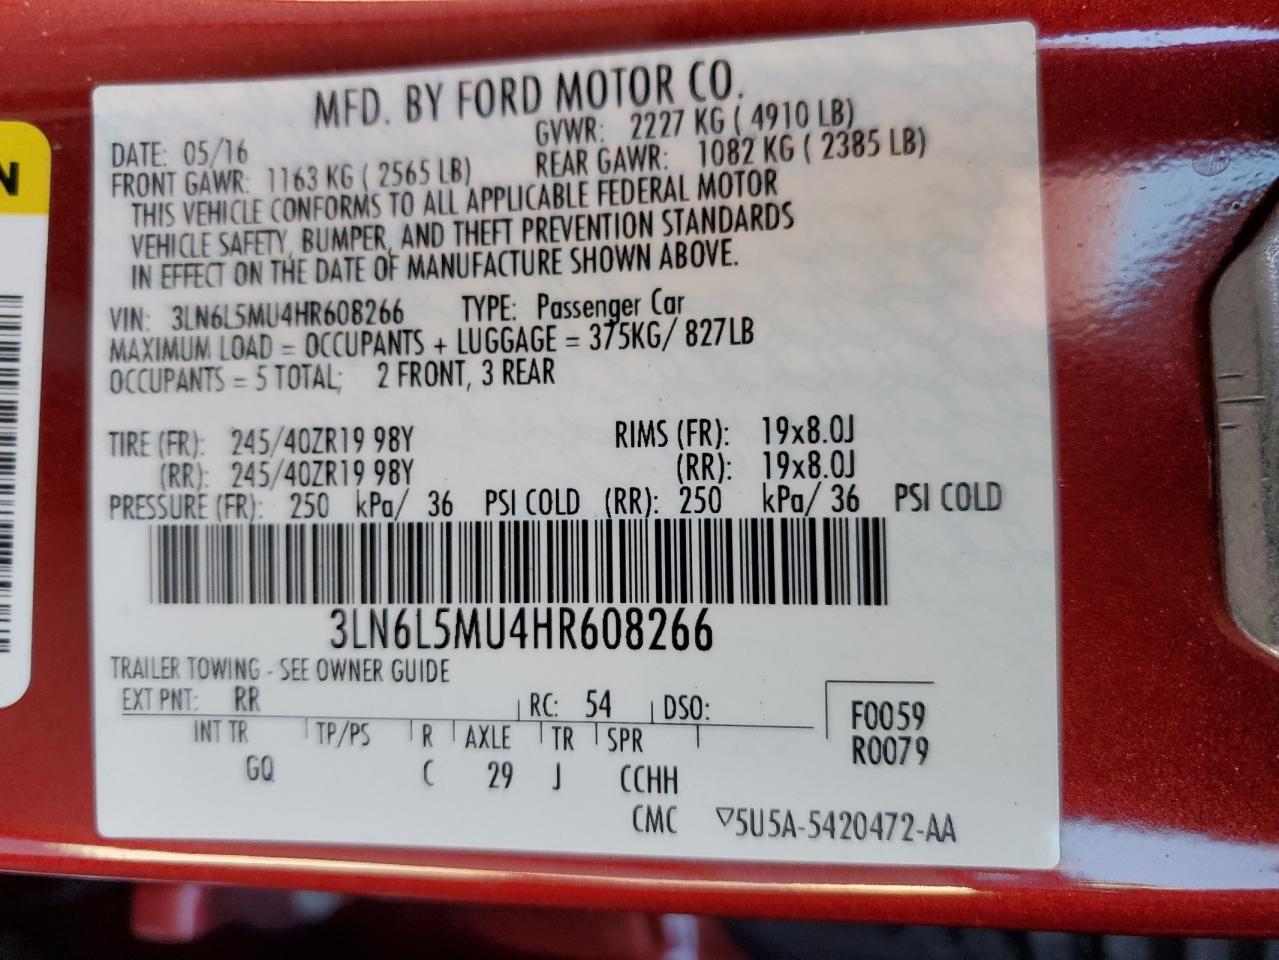 MFD. BY FORD MOTOR CO.
DATE: 05/16 GVWR: 2227 KG ( 4910 LB)
FRONT GAWR: 1163 KG ( 2565 LB) REAR GAWR: 1082 KG ( 2385 LB)
THIS VEHICLE CONFORMS TO ALL APPLICABLE FEDERAL MOTOR
VEHICLE SAFETY, BUMPER, AND THEFT PREVENTION STANDARDS
IN EFFECT ON THE DATE OF MANUFACTURE SHOWN ABOVE.
VIN: 3LN6L5MU4HR608266 TYPE: Passenger Car
MAXIMUM LOAD = OCCUPANTS + LUGGAGE = 375KG/ 827LB
OCCUPANTS = 5 TOTAL; 2 FRONT, 3 REAR
TIRE (FR): 245/40ZR19 98Y RIMS (FR): 19x8.0J
(RR): 245/40ZR19 98Y (RR): 19x8.0J
PRESSURE (FR): 250 kPa/ 36 PSI COLD (RR): 250 kPa/ 36 PSI COLD
3LN6L5MU4HR608266
TRAILER TOWING - SEE OWNER GUIDE
EXT PNT: RR RC: 54 DSO: F0059
INT TR TP/PS R AXLE TR SPR R0079
GQ C 29 J CCHH
CMC ▽5U5A-5420472-AA
N